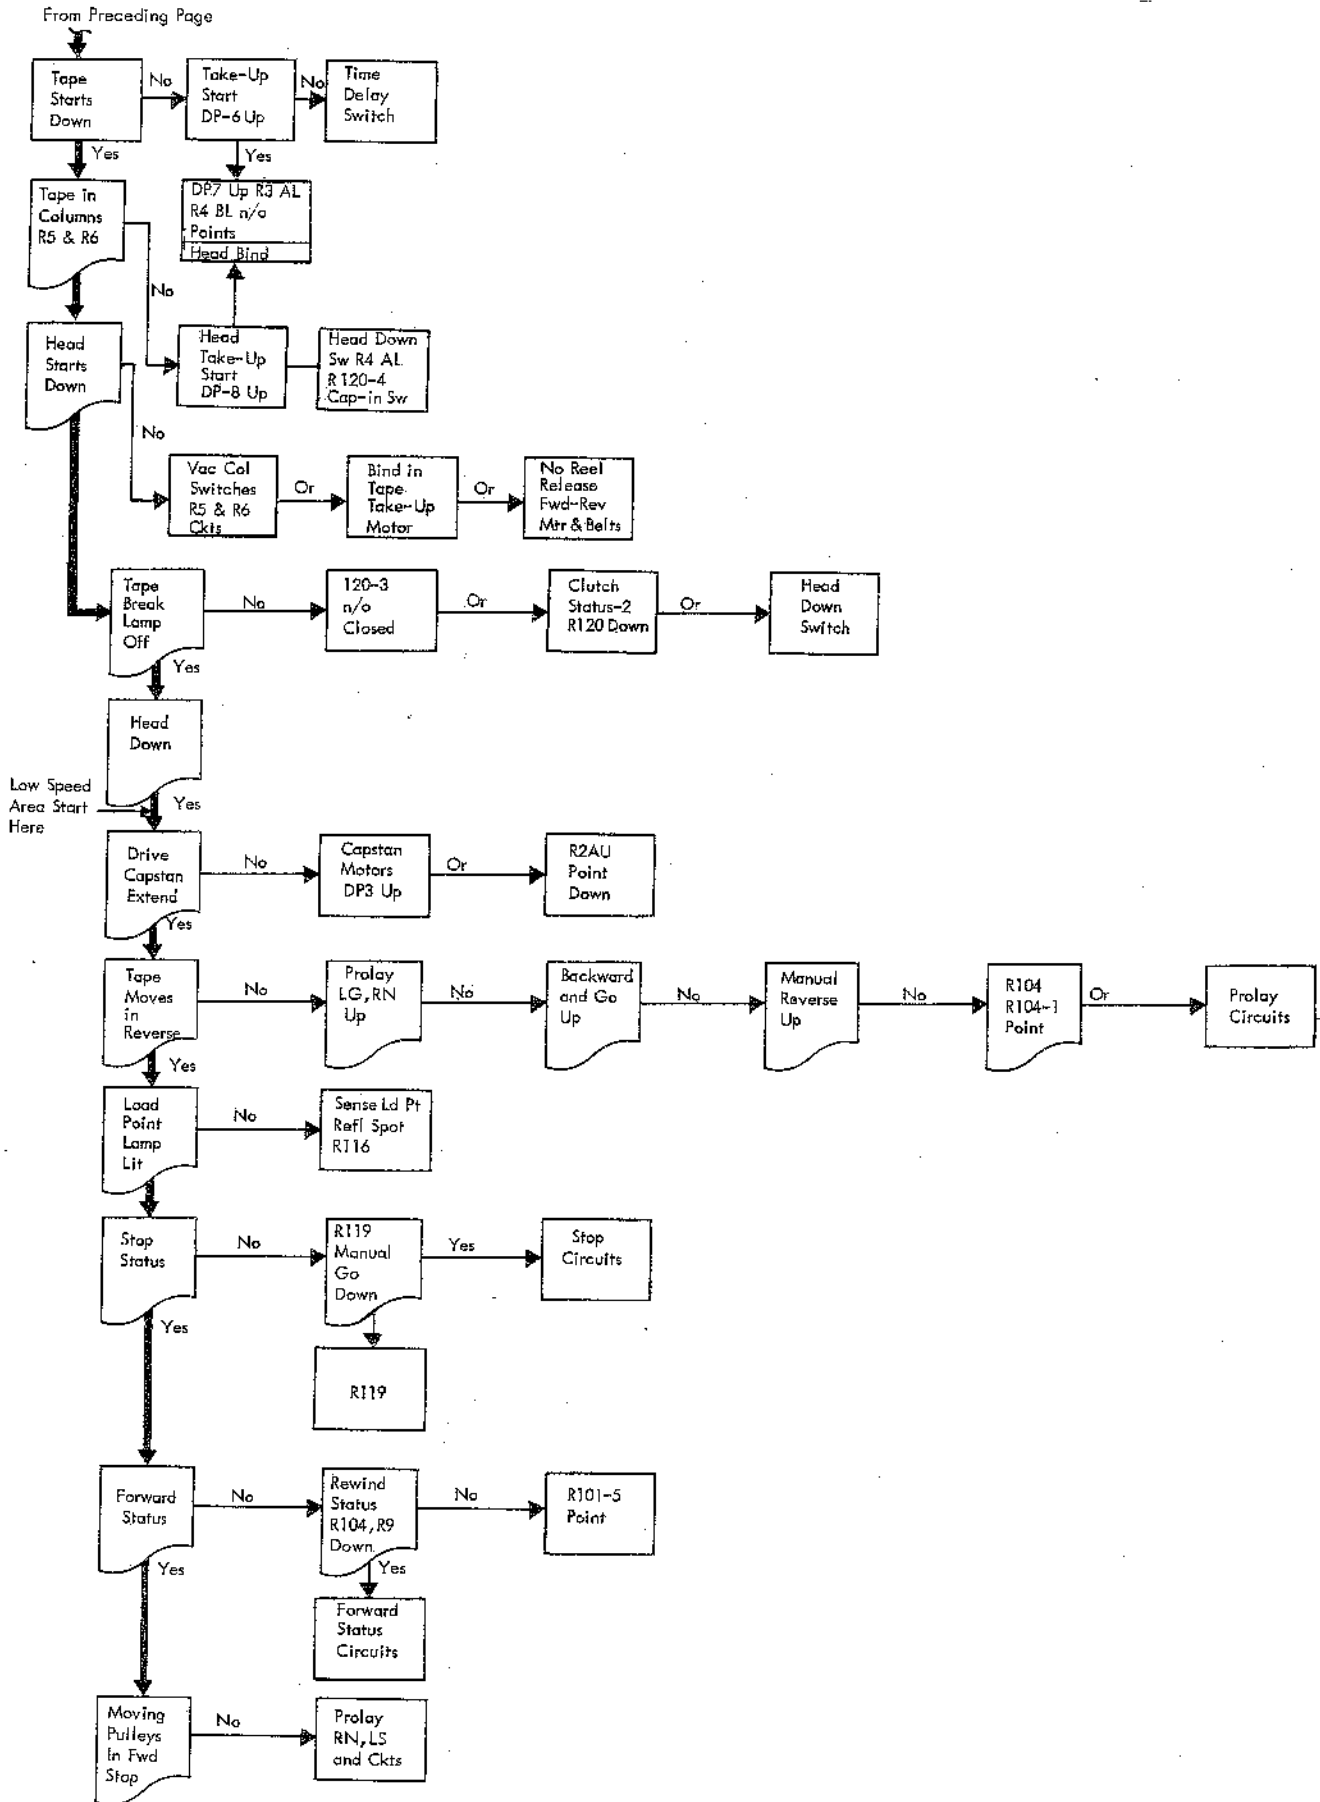 From Preceding Page
Tape
Starts
Down
No
Take-Up
Start
DP-6 Up
No
Time
Delay
Switch
Yes
Yes
Tape in
Columns
R5 & R6
DP7 Up R3 AL
R4 BL n/o
Points
Head Bind
No
Head
Starts
Down
Head
Take-Up
Start
DP-8 Up
Head Down
Sw R4 AL
R120-4
Cap-in Sw
No
Vac Col
Switches
R5 & R6
Ckts
Or
Bind in
Tape
Take-Up
Motor
Or
No Reel
Release
Fwd-Rev
Mtr & Belts
Tape
Break
Lamp
Off
No
120-3
n/o
Closed
Or
Clutch
Status-2
R120 Down
Or
Head
Down
Switch
Yes
Head
Down
Low Speed
Area Start
Here
Yes
Drive
Capstan
Extend
No
Capstan
Motors
DP3 Up
Or
R2AU
Point
Down
Yes
Tape
Moves
in
Reverse
No
Prolay
LG, RN
Up
No
Backward
and Go
Up
No
Manual
Reverse
Up
No
R104
R104-1
Point
Or
Prolay
Circuits
Yes
Load
Point
Lamp
Lit
No
Sense Ld Pt
Refl Spot
R116
Stop
Status
No
R119
Manual
Go
Down
Yes
Stop
Circuits
Yes
R119
Forward
Status
No
Rewind
Status
R104, R9
Down
No
R101-5
Point
Yes
Yes
Forward
Status
Circuits
Moving
Pulleys
In Fwd
Stop
No
Prolay
RN, LS
and Ckts